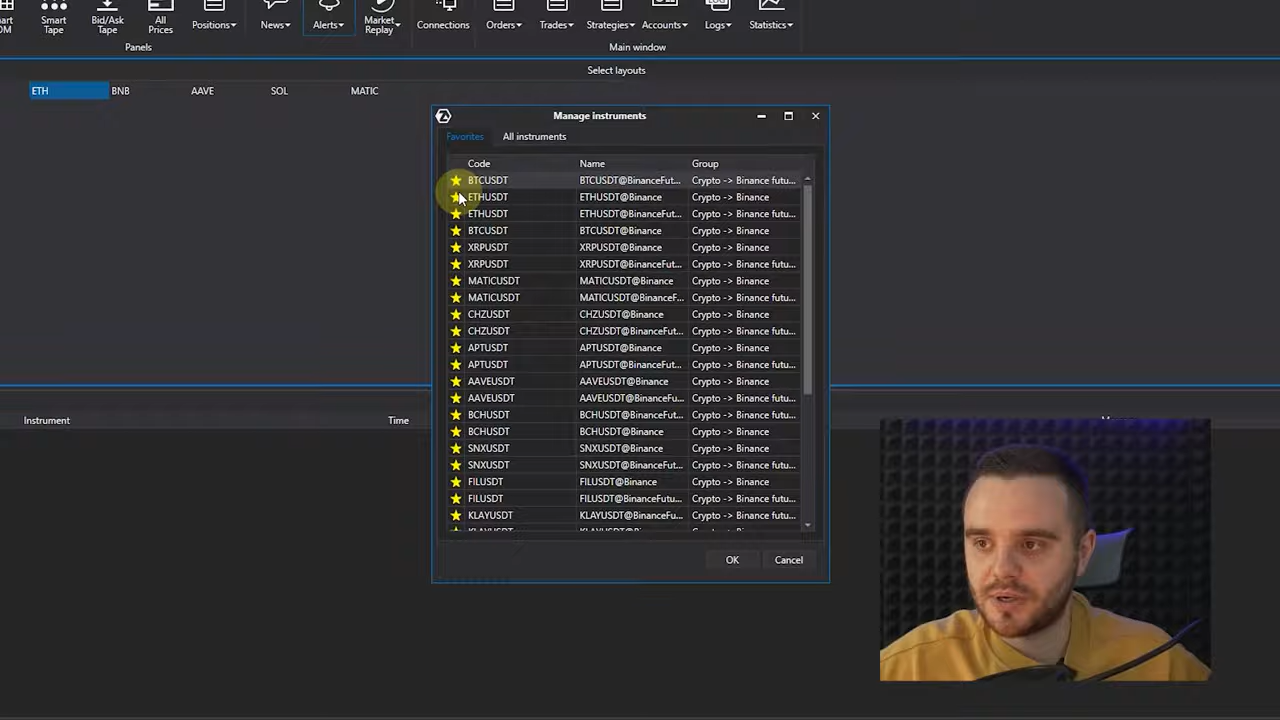 Smart Tape
Bid/Ask Tape
All Prices
Positions
News
Alerts
Market Replay
Connections
Orders
Trades
Strategies
Accounts
Logs
Statistics
Panels
Main window
Select layouts
ETH BNB AAVE SOL MATIC
Manage instruments
Favorites All instruments
Code Name Group
BTCUSDT BTCUSDT@BinanceFut... Crypto -> Binance futu...
ETHUSDT ETHUSDT@Binance Crypto -> Binance
ETHUSDT ETHUSDT@BinanceFut... Crypto -> Binance futu...
BTCUSDT BTCUSDT@Binance Crypto -> Binance
XRPUSDT XRPUSDT@Binance Crypto -> Binance
XRPUSDT XRPUSDT@BinanceFut... Crypto -> Binance futu...
MATICUSDT MATICUSDT@Binance Crypto -> Binance
MATICUSDT MATICUSDT@BinanceF... Crypto -> Binance futu...
CHZUSDT CHZUSDT@Binance Crypto -> Binance
CHZUSDT CHZUSDT@BinanceFut... Crypto -> Binance futu...
APTUSDT APTUSDT@Binance Crypto -> Binance
APTUSDT APTUSDT@BinanceFut... Crypto -> Binance futu...
AAVEUSDT AAVEUSDT@Binance Crypto -> Binance
AAVEUSDT AAVEUSDT@BinanceFut... Crypto -> Binance futu...
BCHUSDT BCHUSDT@BinanceFut... Crypto -> Binance futu...
BCHUSDT BCHUSDT@Binance Crypto -> Binance
SNXUSDT SNXUSDT@Binance Crypto -> Binance
SNXUSDT SNXUSDT@BinanceFut... Crypto -> Binance futu...
FILUSDT FILUSDT@Binance Crypto -> Binance
FILUSDT FILUSDT@BinanceFutu... Crypto -> Binance futu...
KLAYUSDT KLAYUSDT@BinanceFu... Crypto -> Binance futu...
OK Cancel
Instrument Time